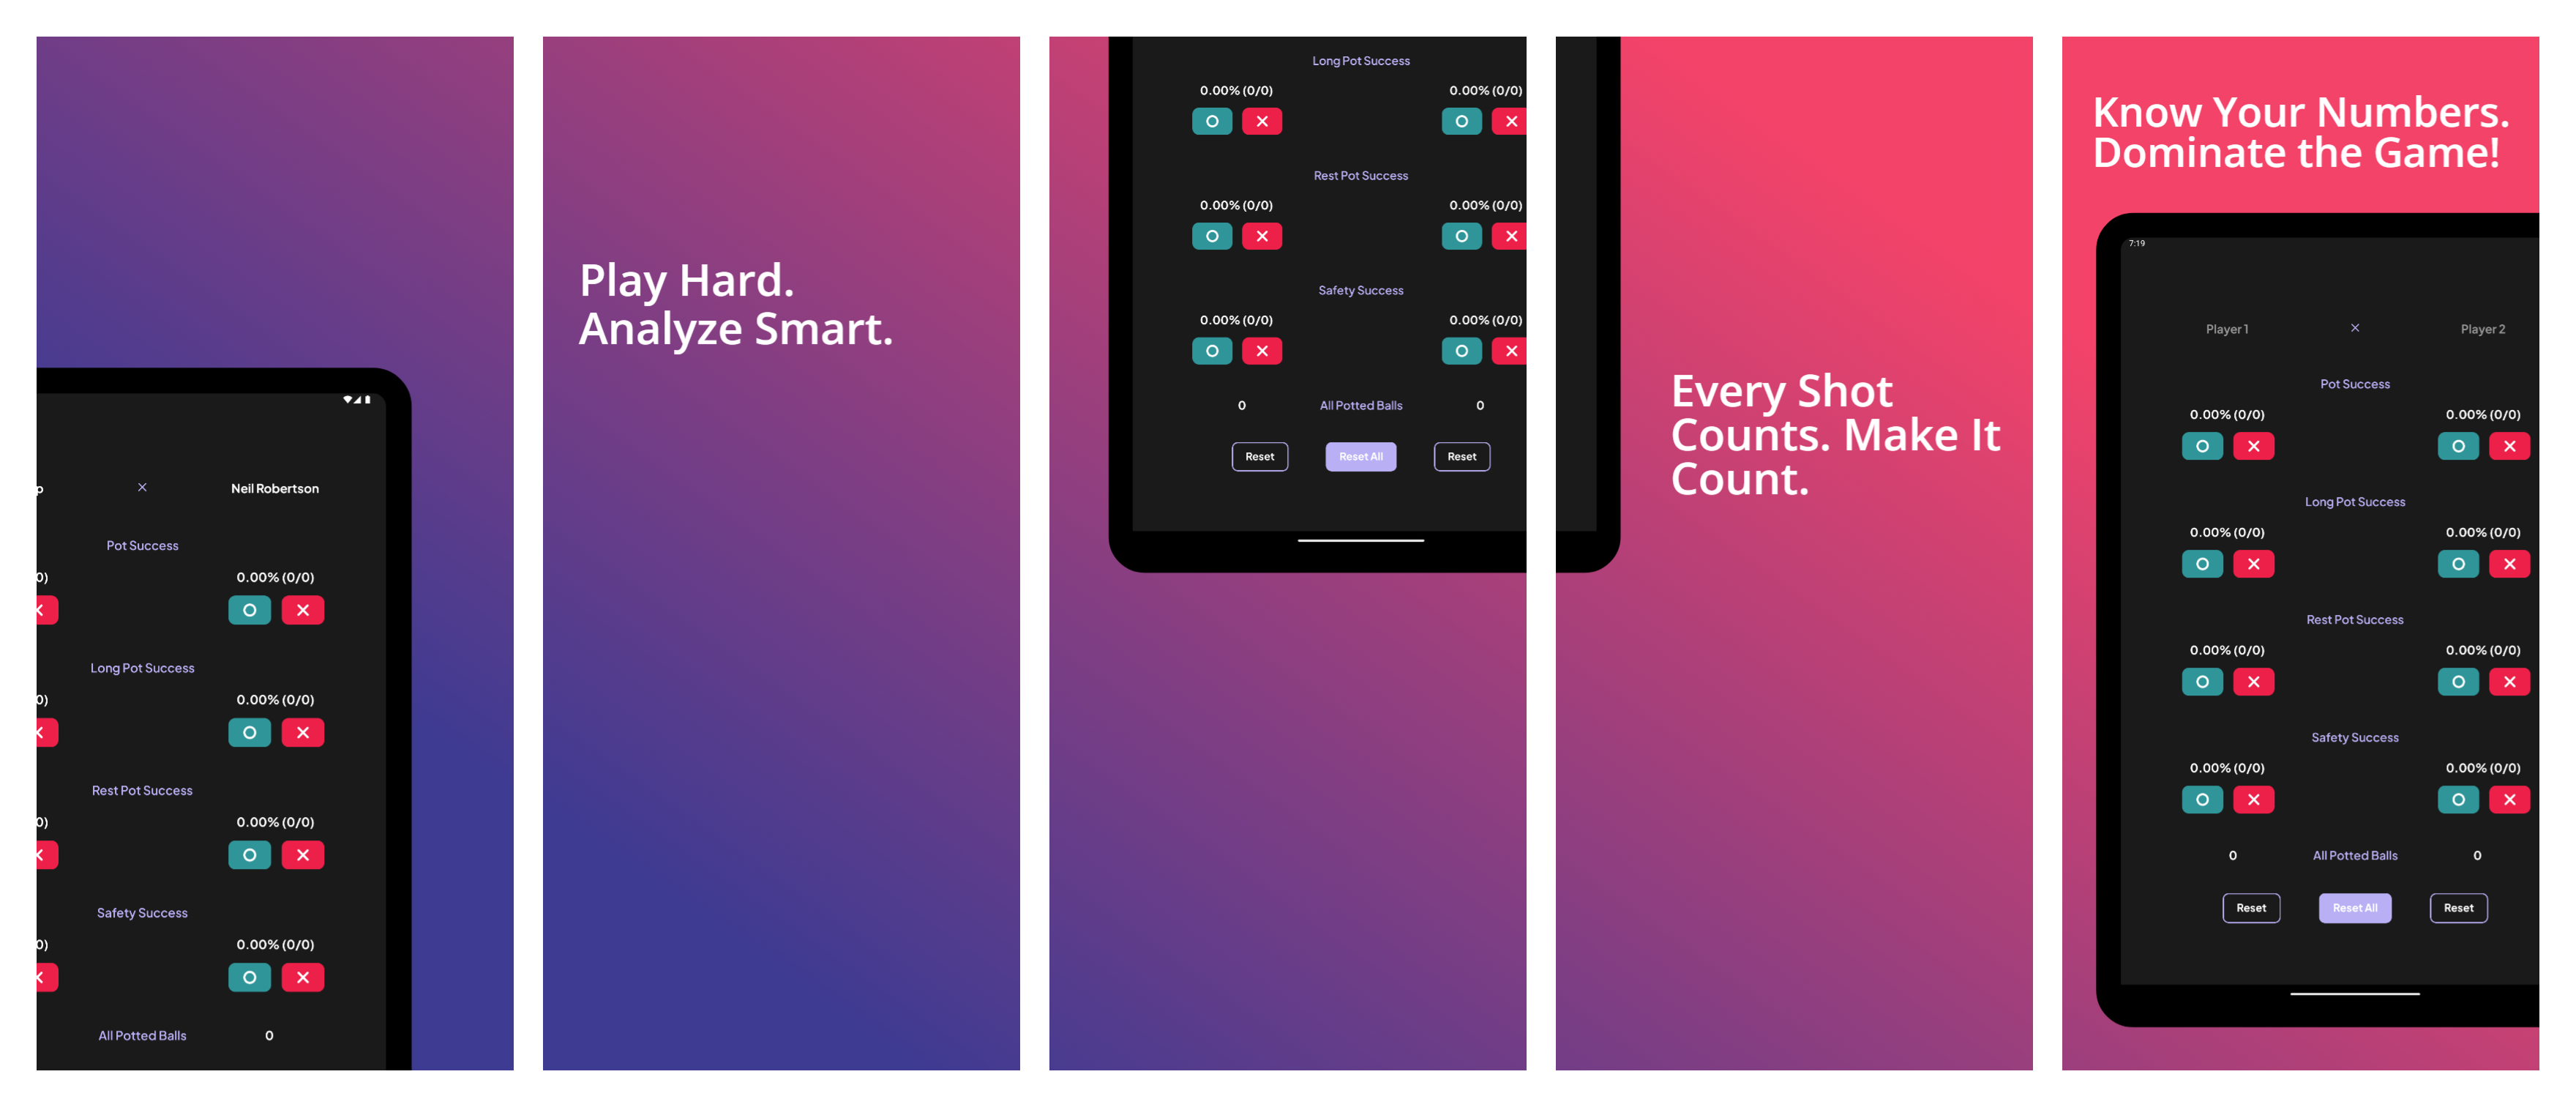 p × Neil Robertson
Pot Success
0) 0.00% (0/0)
Long Pot Success
0) 0.00% (0/0)
Rest Pot Success
0) 0.00% (0/0)
Safety Success
0) 0.00% (0/0)
All Potted Balls 0
Play Hard.
Analyze Smart.
Long Pot Success
0.00% (0/0) 0.00% (0/0)
Rest Pot Success
0.00% (0/0) 0.00% (0/0)
Safety Success
0.00% (0/0) 0.00% (0/0)
0 All Potted Balls 0
Reset Reset All Reset
Every Shot
Counts. Make It
Count.
Know Your Numbers.
Dominate the Game!
7:19
Player 1 × Player 2
Pot Success
0.00% (0/0) 0.00% (0/0)
Long Pot Success
0.00% (0/0) 0.00% (0/0)
Rest Pot Success
0.00% (0/0) 0.00% (0/0)
Safety Success
0.00% (0/0) 0.00% (0/0)
0 All Potted Balls 0
Reset Reset All Reset